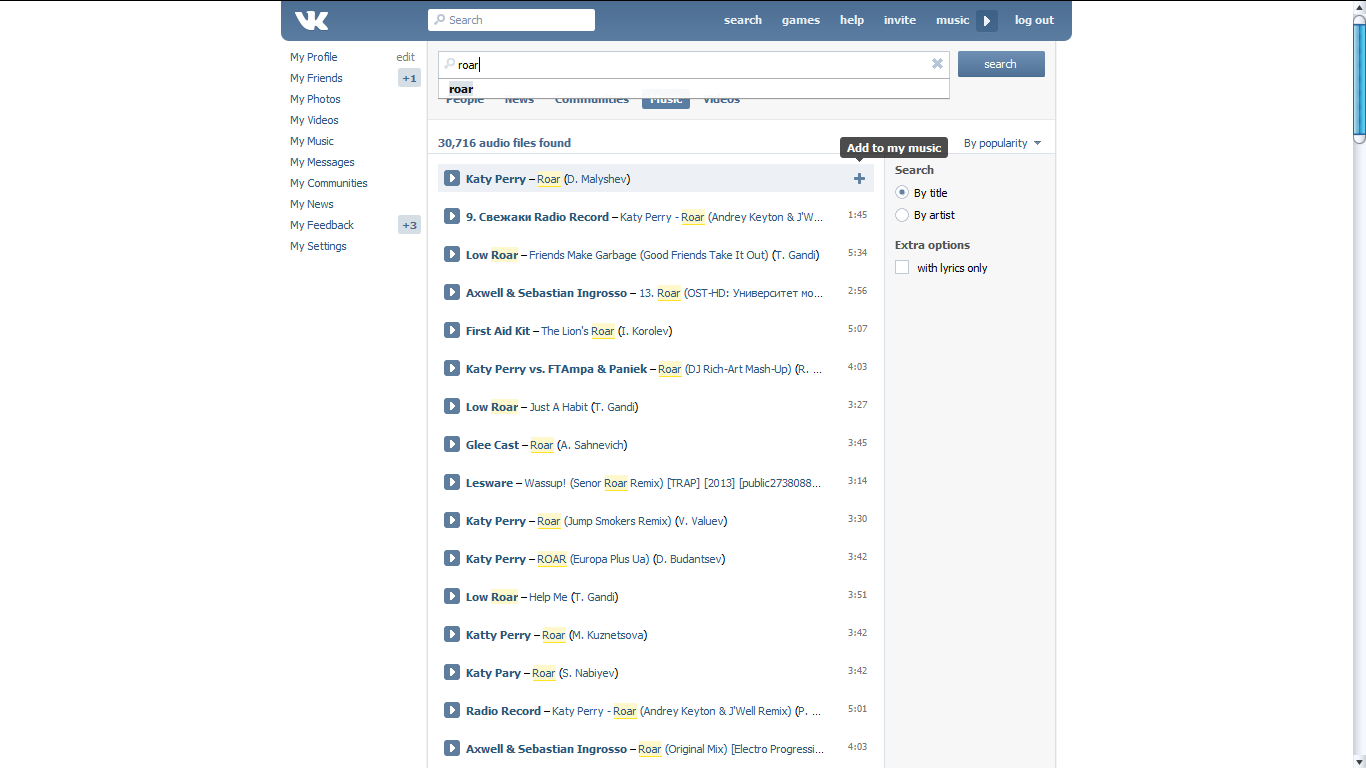 VK
Search
search games help invite music log out
My Profile edit
My Friends +1
My Photos
My Videos
My Music
My Messages
My Communities
My News
My Feedback +3
My Settings
roar
search
roar
People News Communities Music Videos
30,716 audio files found
Add to my music
By popularity
Katy Perry – Roar (D. Malyshev)
9. Свежаки Radio Record – Katy Perry - Roar (Andrey Keyton & J'W... 1:45
Low Roar – Friends Make Garbage (Good Friends Take It Out) (T. Gandi) 5:34
Axwell & Sebastian Ingrosso – 13. Roar (OST-HD: Университет мо... 2:56
First Aid Kit – The Lion's Roar (I. Korolev) 5:07
Katy Perry vs. FTAmpa & Paniek – Roar (DJ Rich-Art Mash-Up) (R. ... 4:03
Low Roar – Just A Habit (T. Gandi) 3:27
Glee Cast – Roar (A. Sahnevich) 3:45
Lesware – Wassup! (Senor Roar Remix) [TRAP] [2013] [public2738088... 3:14
Katy Perry – Roar (Jump Smokers Remix) (V. Valuev) 3:30
Katy Perry – ROAR (Europa Plus Ua) (D. Budantsev) 3:42
Low Roar – Help Me (T. Gandi) 3:51
Katty Perry – Roar (M. Kuznetsova) 3:42
Katy Pary – Roar (S. Nabiyev) 3:42
Radio Record – Katy Perry - Roar (Andrey Keyton & J'Well Remix) (P. ... 5:01
Axwell & Sebastian Ingrosso – Roar (Original Mix) [Electro Progressi... 4:03
Search
By title
By artist
Extra options
with lyrics only